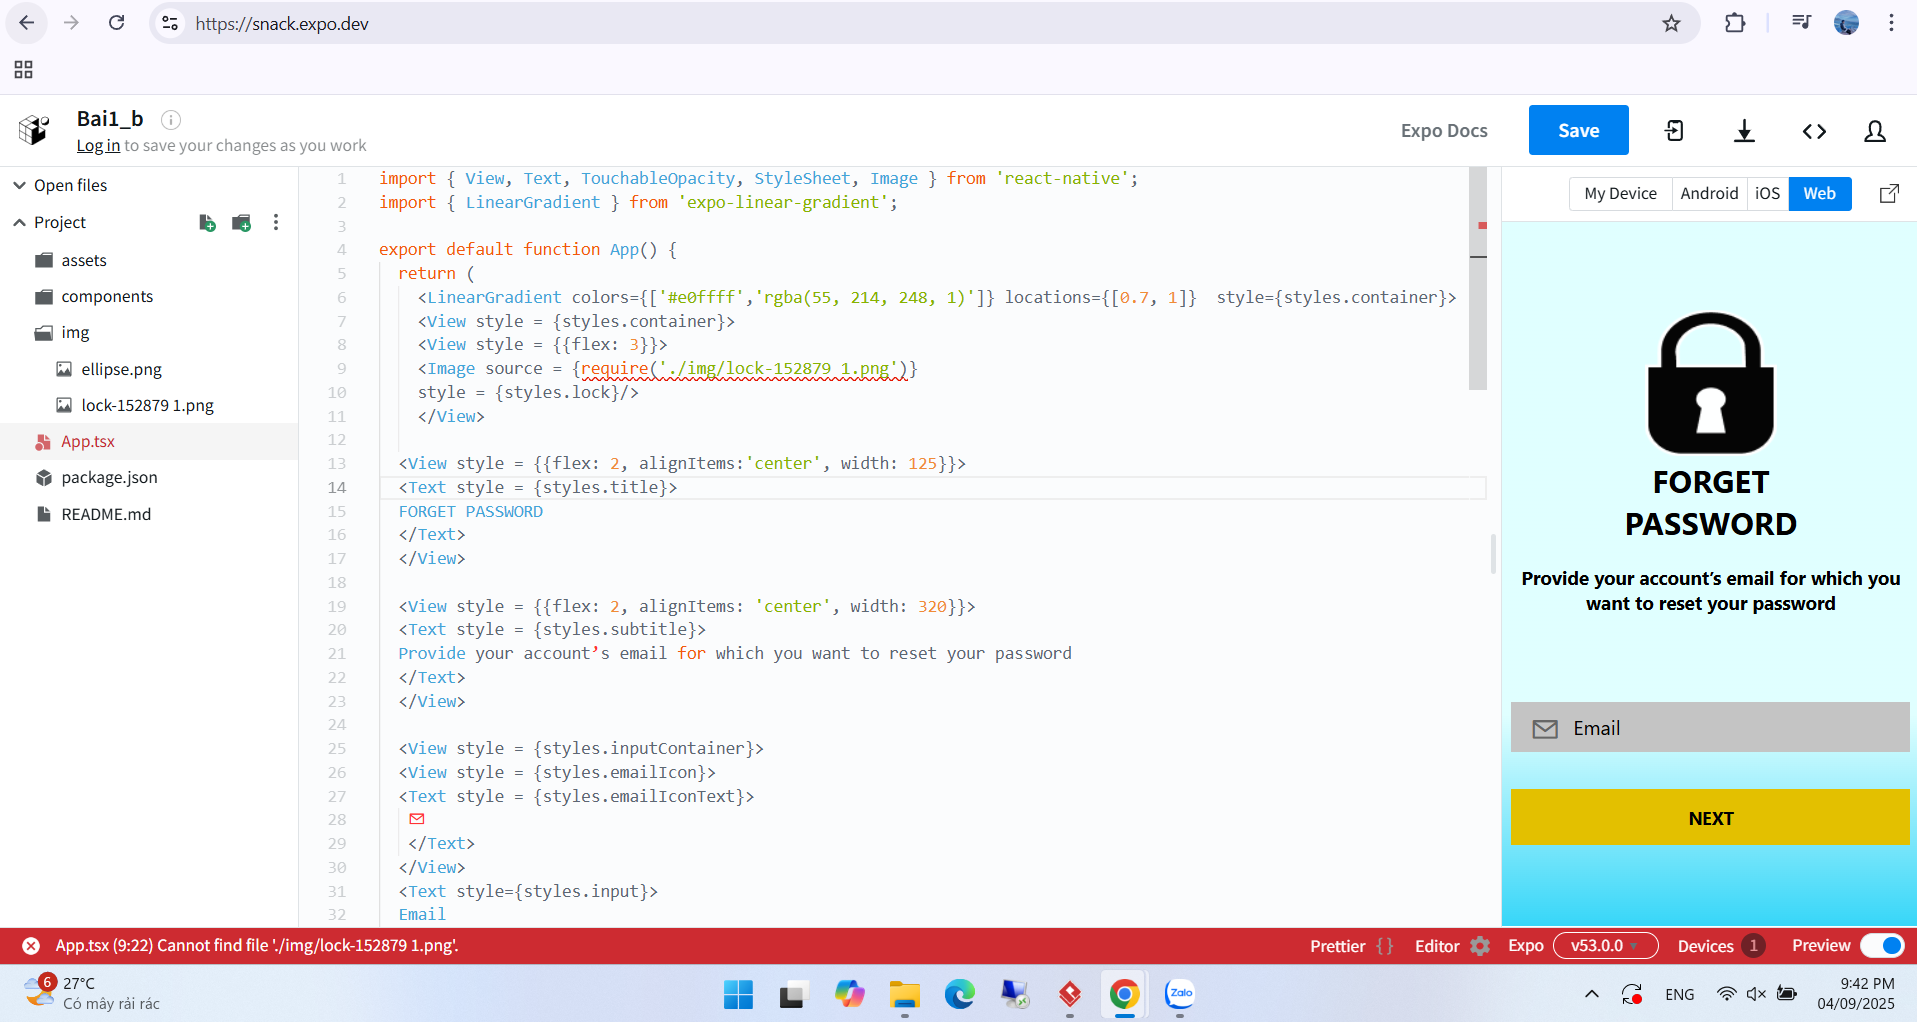 https://snack.expo.dev
Bai1_b
Log in to save your changes as you work
Expo Docs
Save
Open files
Project
assets
components
img
ellipse.png
lock-152879 1.png
App.tsx
package.json
README.md
1 import { View, Text, TouchableOpacity, StyleSheet, Image } from 'react-native';
2 import { LinearGradient } from 'expo-linear-gradient';
3
4 export default function App() {
5 return (
6 <LinearGradient colors={['#e0ffff','rgba(55, 214, 248, 1)']} locations={[0.7, 1]}  style={styles.container}>
7 <View style = {styles.container}>
8 <View style = {{flex: 3}}>
9 <Image source = {require('./img/lock-152879 1.png')}
10 style = {styles.lock}/>
11 </View>
12
13 <View style = {{flex: 2, alignItems:'center', width: 125}}>
14 <Text style = {styles.title}>
15 FORGET PASSWORD
16 </Text>
17 </View>
18
19 <View style = {{flex: 2, alignItems: 'center', width: 320}}>
20 <Text style = {styles.subtitle}>
21 Provide your account’s email for which you want to reset your password
22 </Text>
23 </View>
24
25 <View style = {styles.inputContainer}>
26 <View style = {styles.emailIcon}>
27 <Text style = {styles.emailIconText}>
28
29 </Text>
30 </View>
31 <Text style={styles.input}>
32 Email
My Device
Android
iOS
Web
FORGET
PASSWORD
Provide your account’s email for which you
want to reset your password
Email
NEXT
App.tsx (9:22) Cannot find file './img/lock-152879 1.png'.
Prettier { }
Editor
Expo
v53.0.0
Devices 1
Preview
6
27°C
Có mây rải rác
Zalo
ENG
9:42 PM
04/09/2025